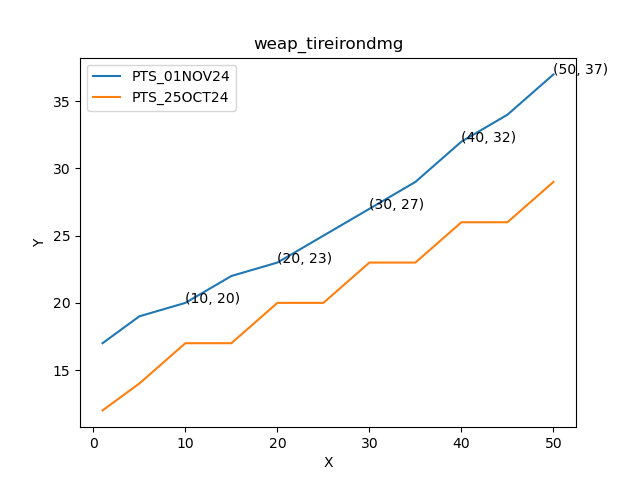 weap_tireirondmg
PTS_01NOV24
PTS_25OCT24
(50, 37)
(40, 32)
(30, 27)
(20, 23)
(10, 20)
35
30
25
20
15
Y
0 10 20 30 40 50
X